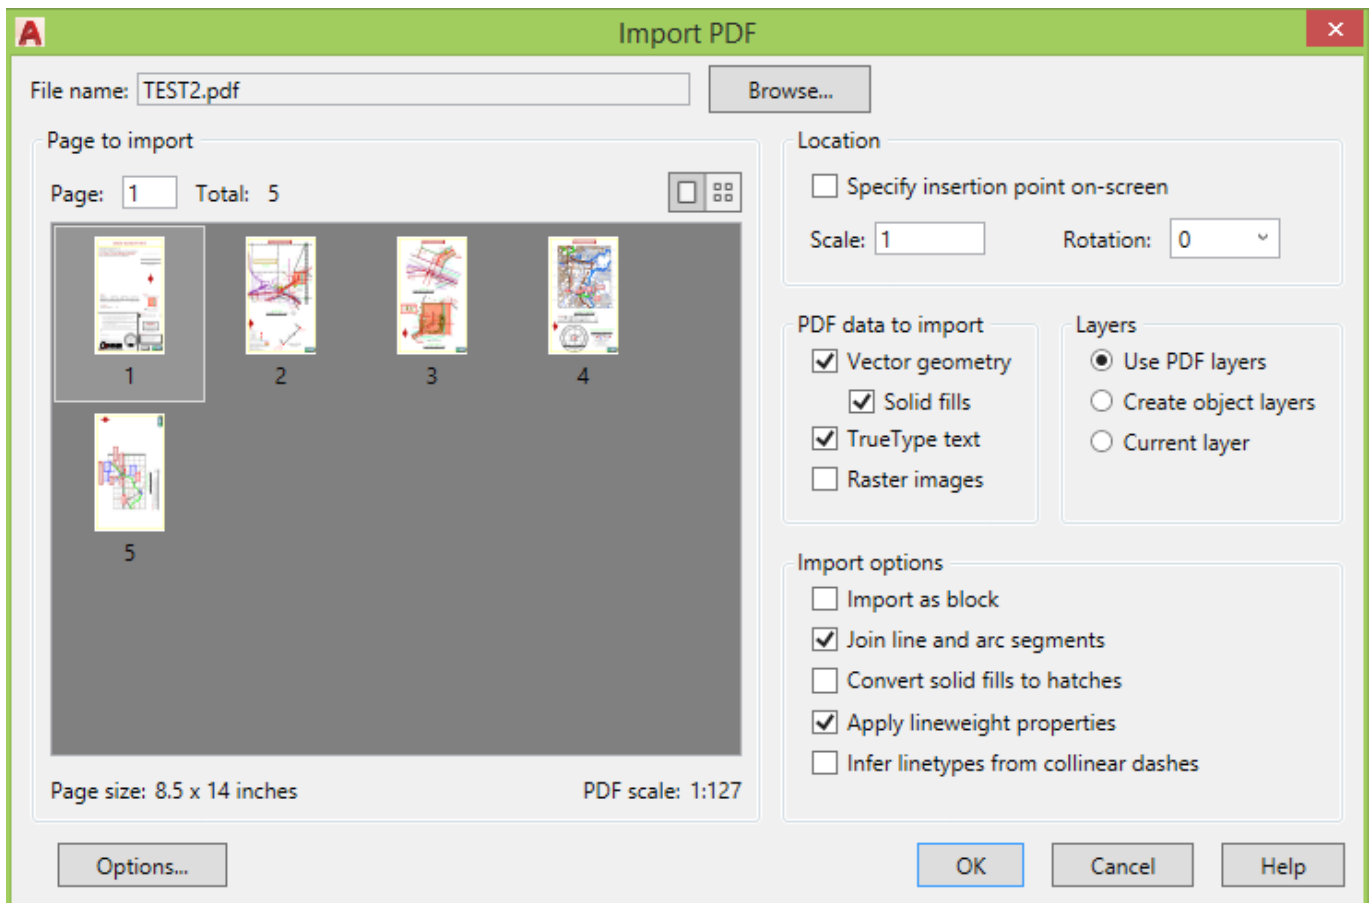 Import PDF
File name: TEST2.pdf Browse...
Page to import
Page: 1 Total: 5
1 2 3 4
5
Page size: 8.5 x 14 inches PDF scale: 1:127
Location
Specify insertion point on-screen
Scale: 1 Rotation: 0
PDF data to import
Vector geometry
Solid fills
TrueType text
Raster images
Layers
Use PDF layers
Create object layers
Current layer
Import options
Import as block
Join line and arc segments
Convert solid fills to hatches
Apply lineweight properties
Infer linetypes from collinear dashes
Options... OK Cancel Help